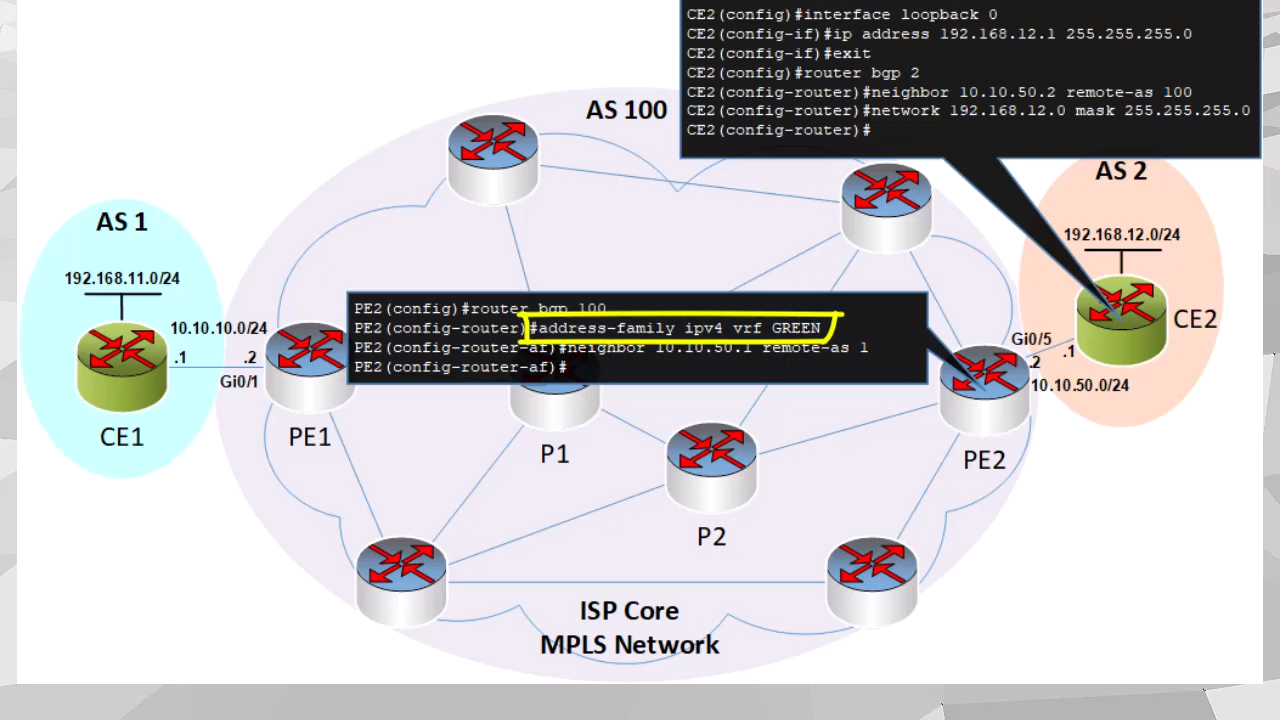 CE2(config)#interface loopback 0
CE2(config-if)#ip address 192.168.12.1 255.255.255.0
CE2(config-if)#exit
CE2(config)#router bgp 2
CE2(config-router)#neighbor 10.10.50.2 remote-as 100
CE2(config-router)#network 192.168.12.0 mask 255.255.255.0
CE2(config-router)#
AS 100
AS 2
192.168.12.0/24
CE2
AS 1
192.168.11.0/24
10.10.10.0/24
.1
.2
Gi0/1
CE1
PE1
PE2(config)#router bgp 100
PE2(config-router)#address-family ipv4 vrf GREEN
PE2(config-router-af)#neighbor 10.10.50.1 remote-as 1
PE2(config-router-af)#
Gi0/5
.1
.2
10.10.50.0/24
P1
PE2
P2
ISP Core
MPLS Network